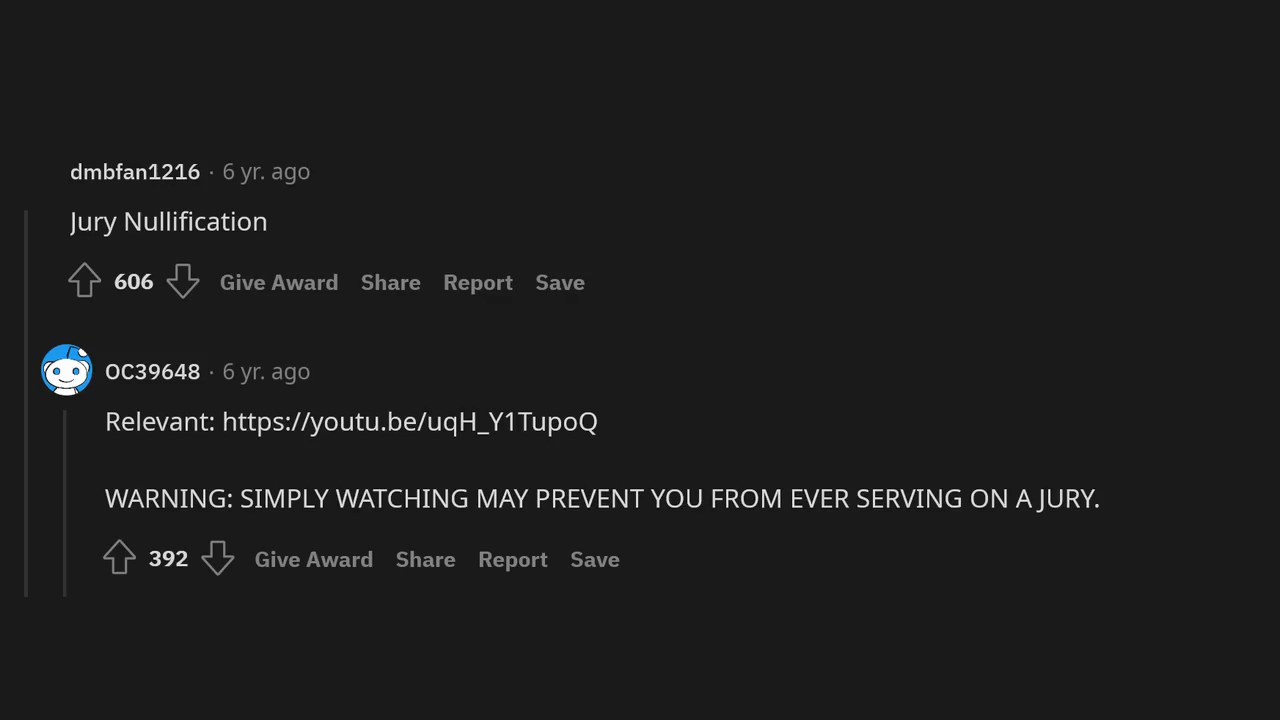 dmbfan1216 · 6 yr. ago
Jury Nullification
606 Give Award Share Report Save
OC39648 · 6 yr. ago
Relevant: https://youtu.be/uqH_Y1TupoQ
WARNING: SIMPLY WATCHING MAY PREVENT YOU FROM EVER SERVING ON A JURY.
392 Give Award Share Report Save